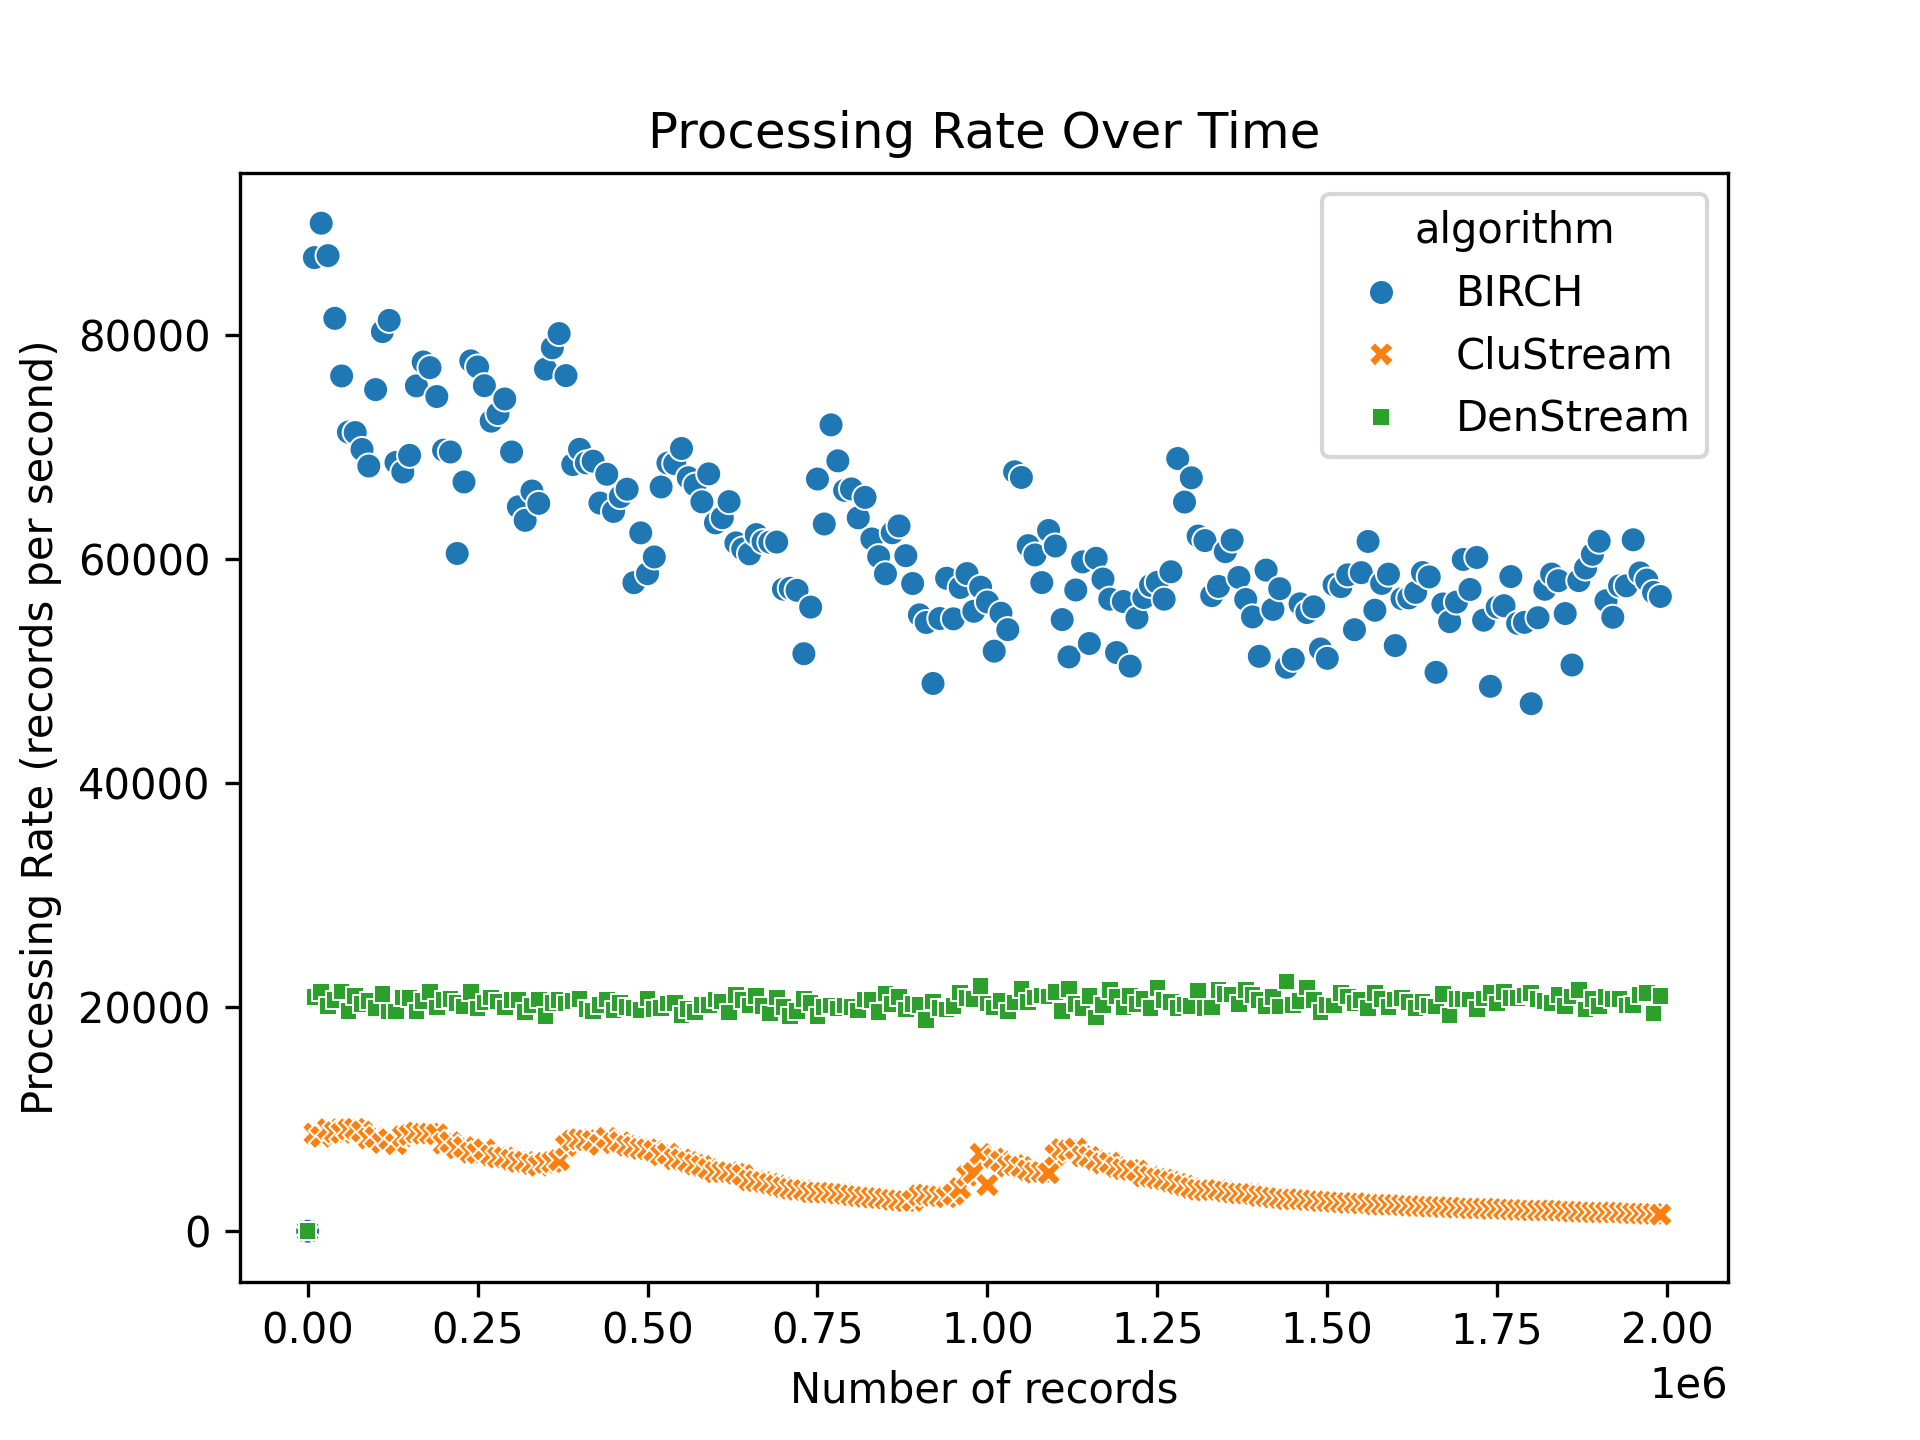 Processing Rate Over Time
algorithm
BIRCH
CluStream
DenStream
Processing Rate (records per second)
80000
60000
40000
20000
0
0.00 0.25 0.50 0.75 1.00 1.25 1.50 1.75 2.00
1e6
Number of records